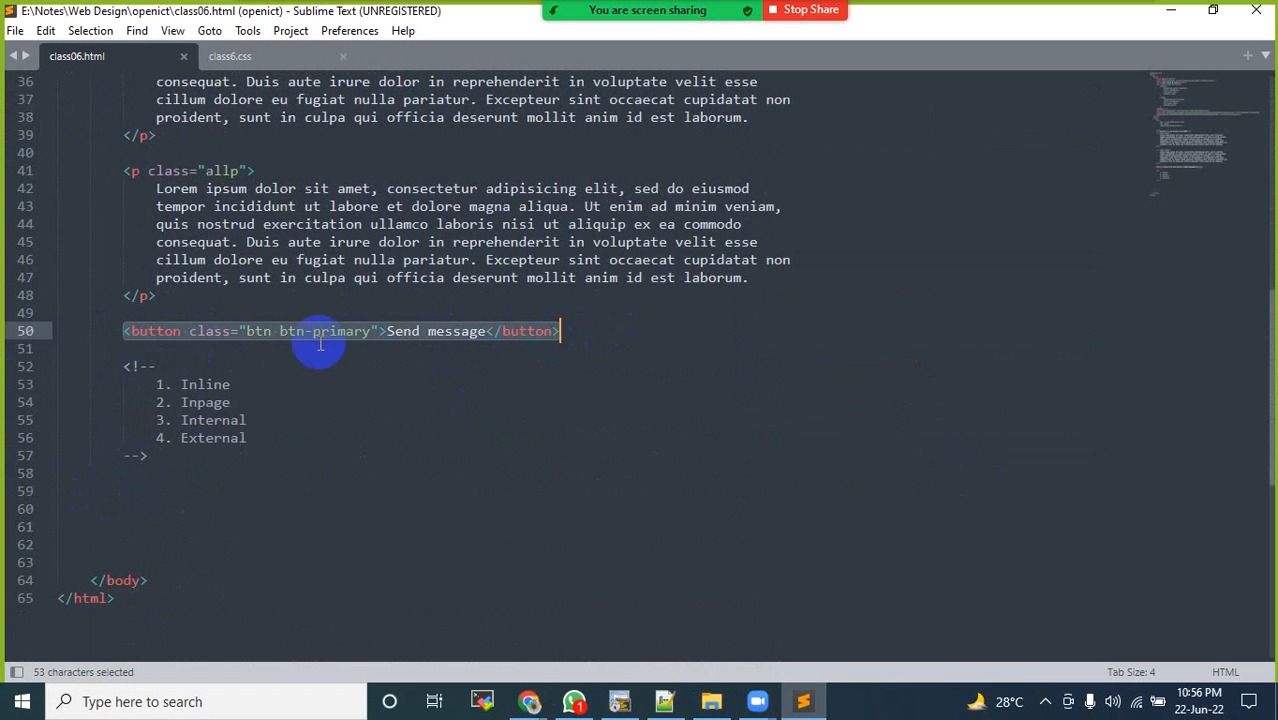 E:\Notes\Web Design\openict\class06.html (openict) - Sublime Text (UNREGISTERED)
You are screen sharing
Stop Share
File Edit Selection Find View Goto Tools Project Preferences Help
class06.html
class6.css
36 consequat. Duis aute irure dolor in reprehenderit in voluptate velit esse
37 cillum dolore eu fugiat nulla pariatur. Excepteur sint occaecat cupidatat non
38 proident, sunt in culpa qui officia deserunt mollit anim id est laborum.
39 </p>
40
41 <p class="allp">
42 Lorem ipsum dolor sit amet, consectetur adipisicing elit, sed do eiusmod
43 tempor incididunt ut labore et dolore magna aliqua. Ut enim ad minim veniam,
44 quis nostrud exercitation ullamco laboris nisi ut aliquip ex ea commodo
45 consequat. Duis aute irure dolor in reprehenderit in voluptate velit esse
46 cillum dolore eu fugiat nulla pariatur. Excepteur sint occaecat cupidatat non
47 proident, sunt in culpa qui officia deserunt mollit anim id est laborum.
48 </p>
49
50 <button class="btn btn-primary">Send message</button>
51
52 <!--
53 1. Inline
54 2. Inpage
55 3. Internal
56 4. External
57 -->
58
59
60
61
62
63
64 </body>
65 </html>
53 characters selected
Tab Size: 4
HTML
Type here to search
1
28°C
10:56 PM
22-Jun-22